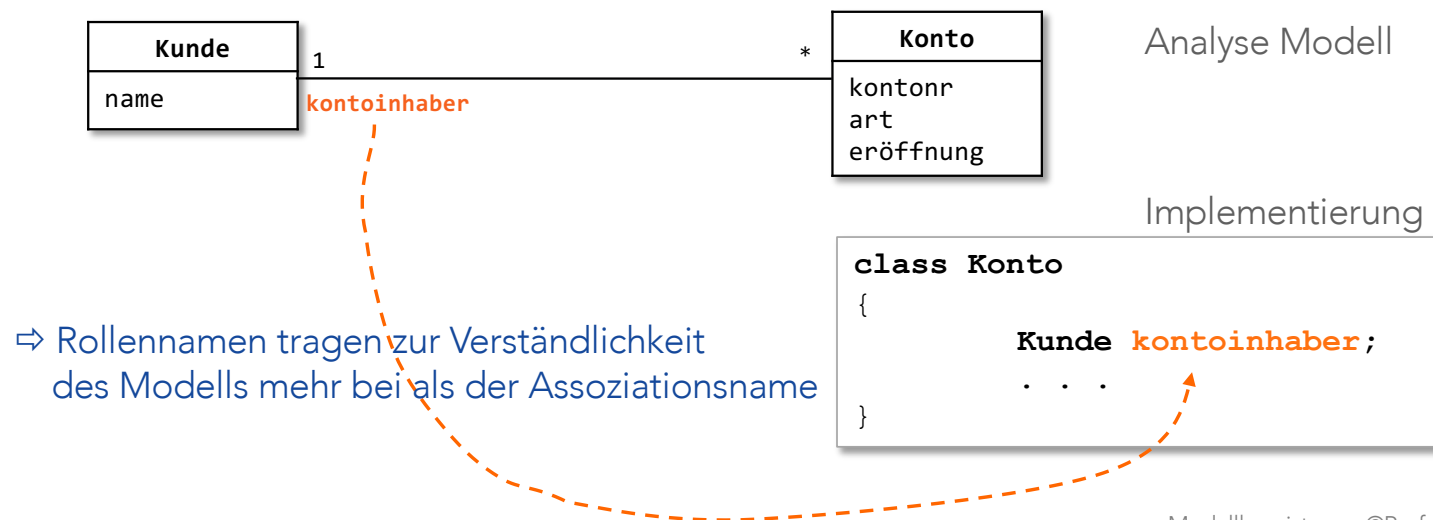 Kunde
name
1
kontoinhaber
*
Konto
kontonr
art
eröffnung
Analyse Modell
Implementierung
class Konto
{
Kunde kontoinhaber;
. . .
}
⇨ Rollennamen tragen zur Verständlichkeit
des Modells mehr bei als der Assoziationsname